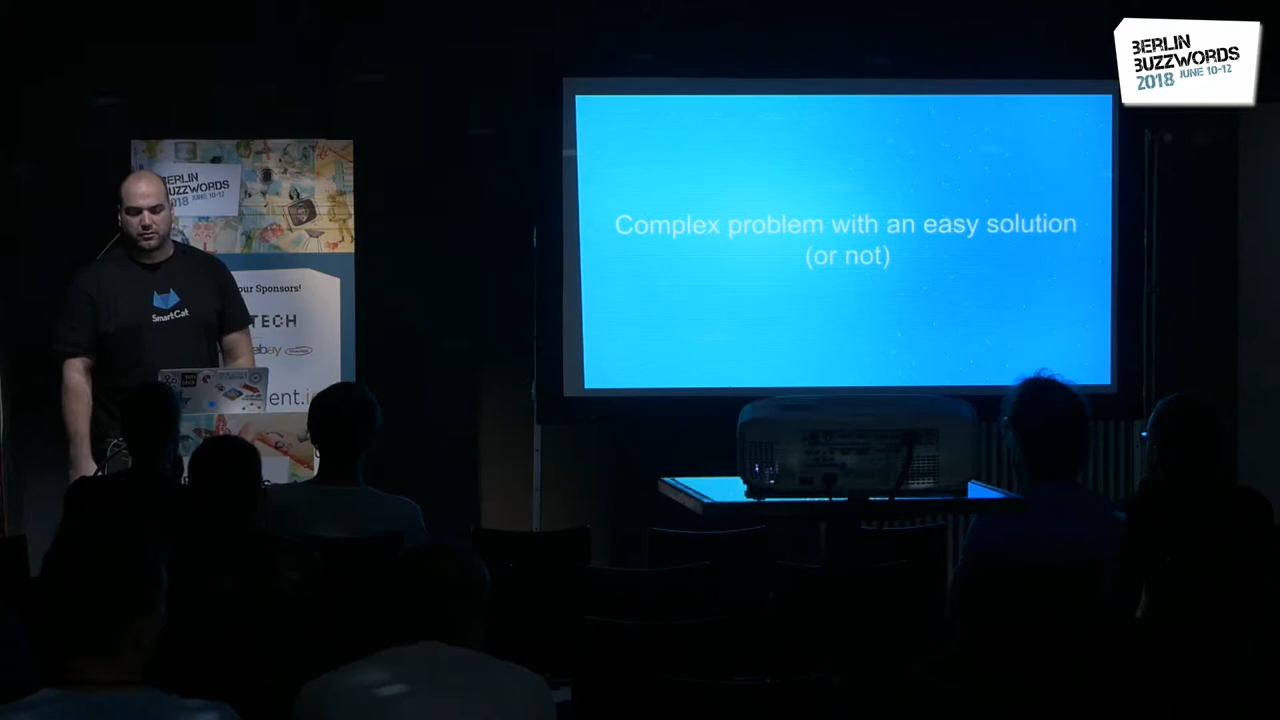 BERLIN
BUZZWORDS
2018 JUNE 10-12
Complex problem with an easy solution
(or not)
BERLIN
BUZZWORDS
2018 JUNE 10-12
our Sponsors!
TECH
ebay
ent.i
SmartCat